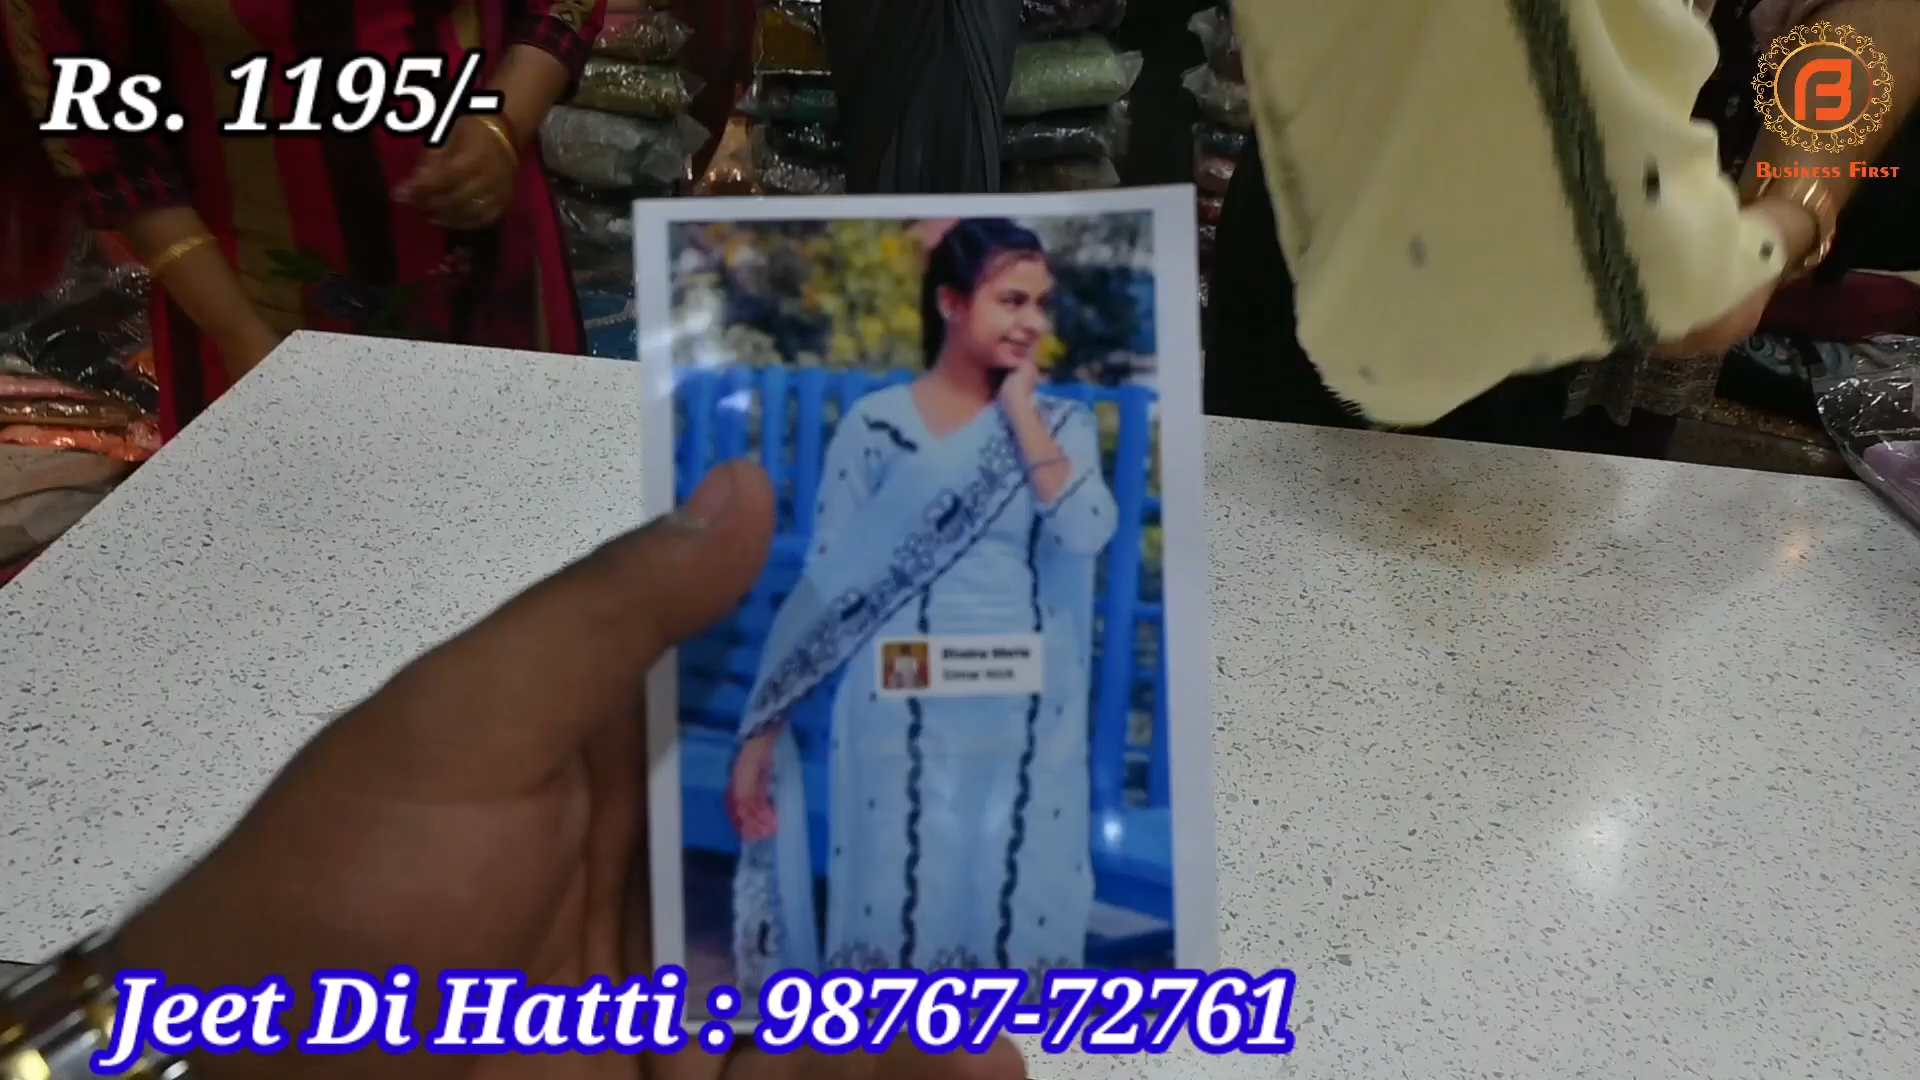 Rs. 1195/-
BUSINESS FIRST
Jeet Di Hatti : 98767-72761